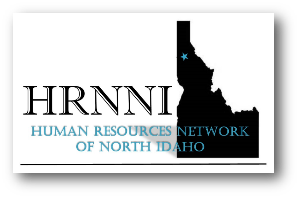 HRNNI
HUMAN RESOURCES NETWORK
OF NORTH IDAHO